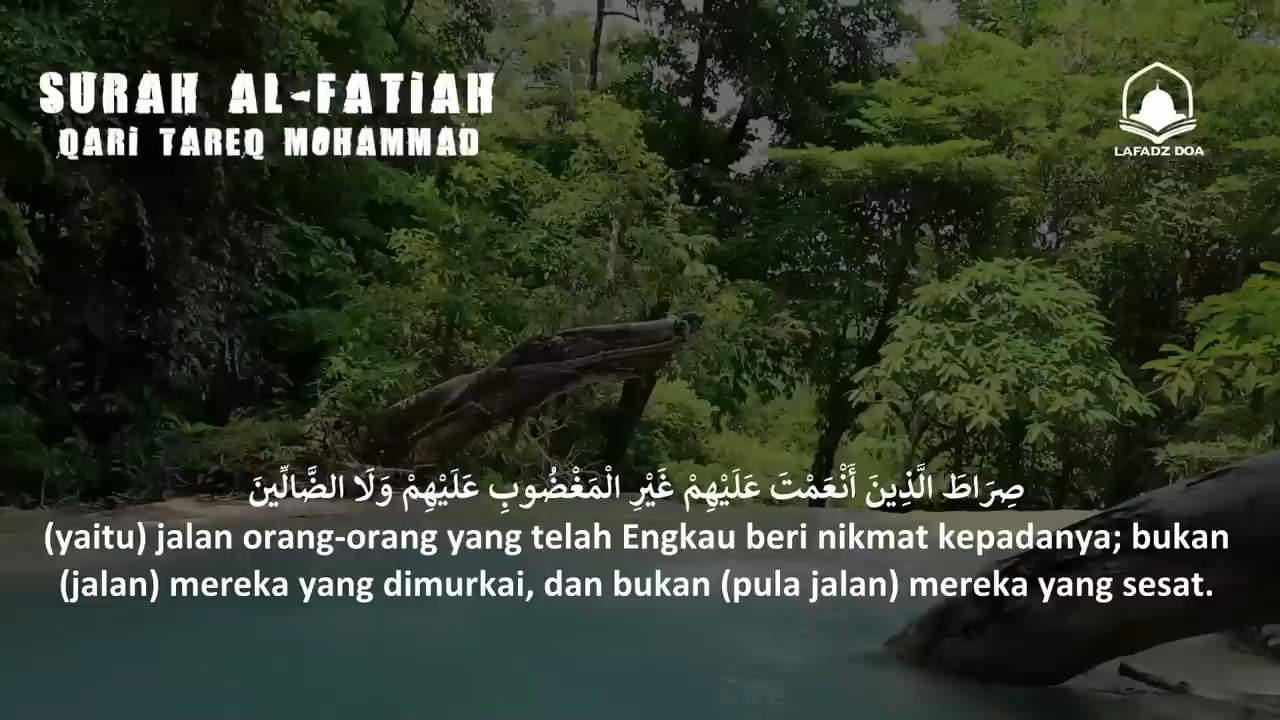 SURAH AL-FATIAH
QARI TAREQ MOHAMMAD
LAFADZ DOA
صِرَاطَ الَّذِينَ أَنْعَمْتَ عَلَيْهِمْ غَيْرِ الْمَغْضُوبِ عَلَيْهِمْ وَلَا الضَّالِّينَ
(yaitu) jalan orang-orang yang telah Engkau beri nikmat kepadanya; bukan
(jalan) mereka yang dimurkai, dan bukan (pula jalan) mereka yang sesat.